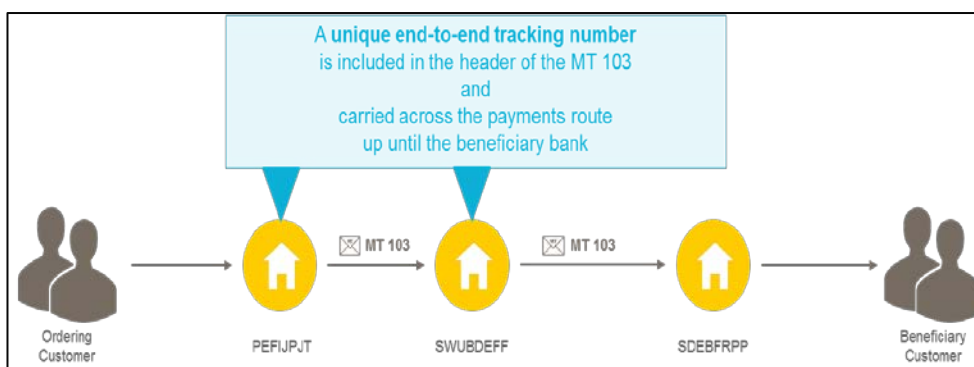 A unique end-to-end tracking number
is included in the header of the MT 103
and
carried across the payments route
up until the beneficiary bank
MT 103
MT 103
Ordering
Customer
PEFIJPJT
SWUBDEFF
SDEBFRPP
Beneficiary
Customer